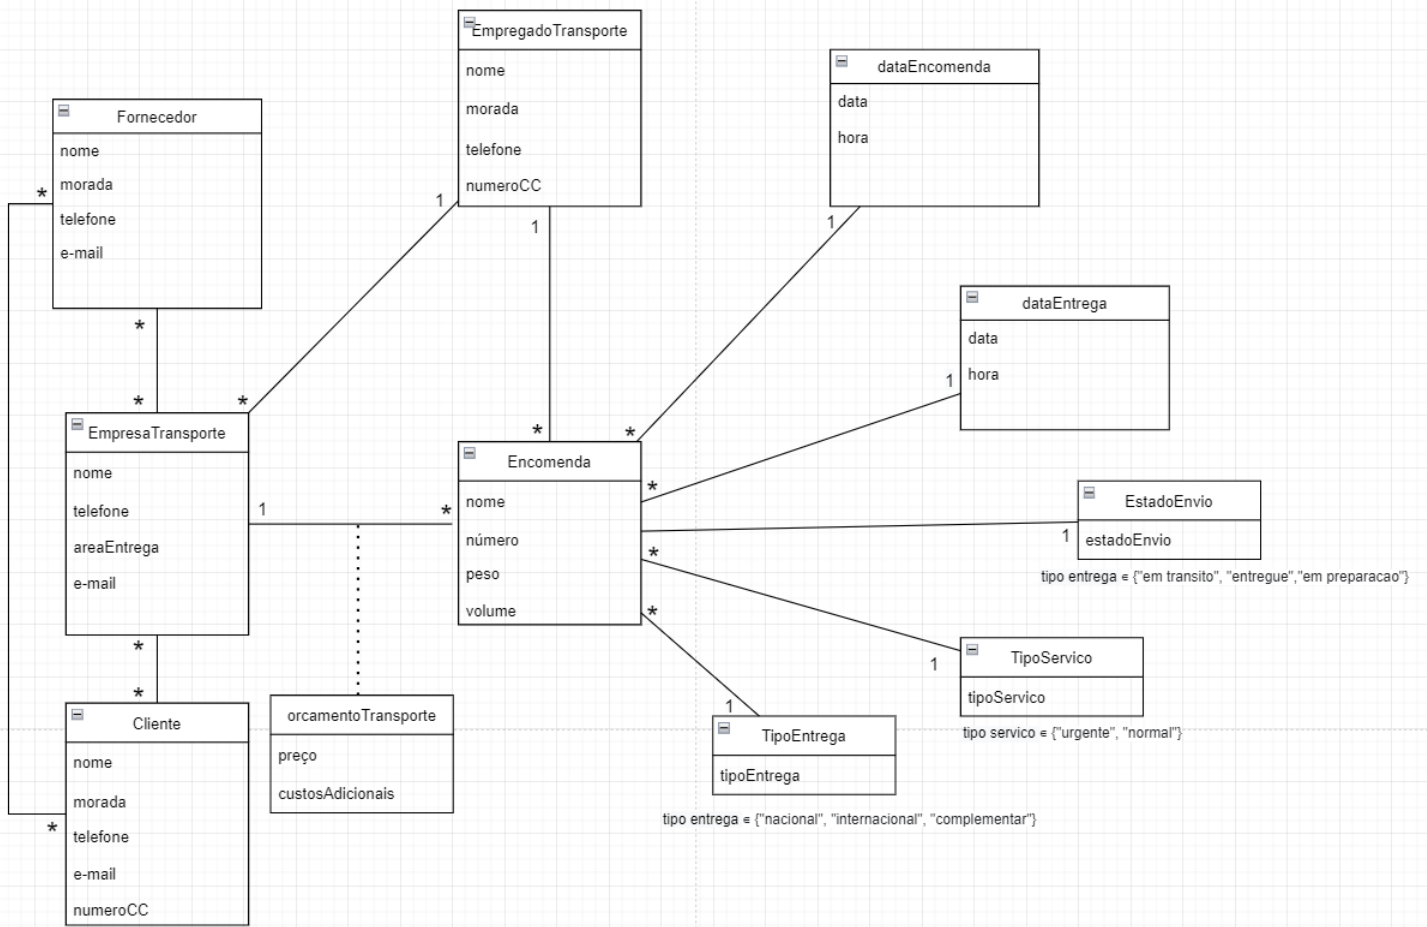 EmpregadoTransporte
nome
morada
telefone
numeroCC
1
1
dataEncomenda
data
hora
1
Fornecedor
nome
morada
telefone
e-mail
*
*
dataEntrega
data
hora
1
*
*
*
*
EmpresaTransporte
nome
telefone
areaEntrega
e-mail
1
*
*
Encomenda
nome
número
peso
volume
*
*
*
EstadoEnvio
estadoEnvio
1
tipo entrega ∈ {"em transito", "entregue","em preparacao"}
TipoServico
tipoServico
1
tipo servico ∈ {"urgente", "normal"}
*
Cliente
nome
morada
telefone
e-mail
numeroCC
*
orcamentoTransporte
preço
custosAdicionais
1
TipoEntrega
tipoEntrega
tipo entrega ∈ {"nacional", "internacional", "complementar"}